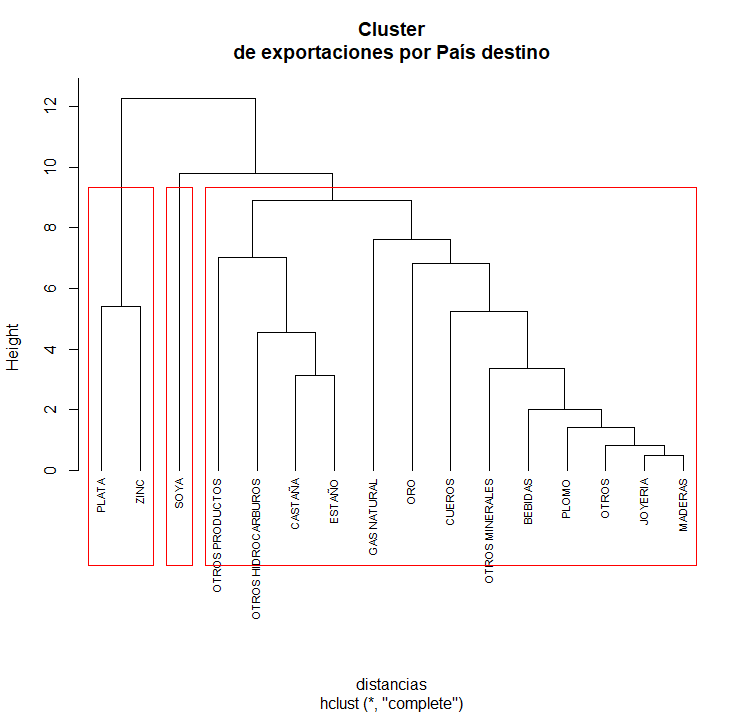 Cluster
de exportaciones por País destino
Height
0
2
4
6
8
10
12
PLATA
ZINC
SOYA
OTROS PRODUCTOS
OTROS HIDROCARBUROS
CASTAÑA
ESTAÑO
GAS NATURAL
ORO
CUEROS
OTROS MINERALES
BEBIDAS
PLOMO
OTROS
JOYERIA
MADERAS
distancias
hclust (*, "complete")